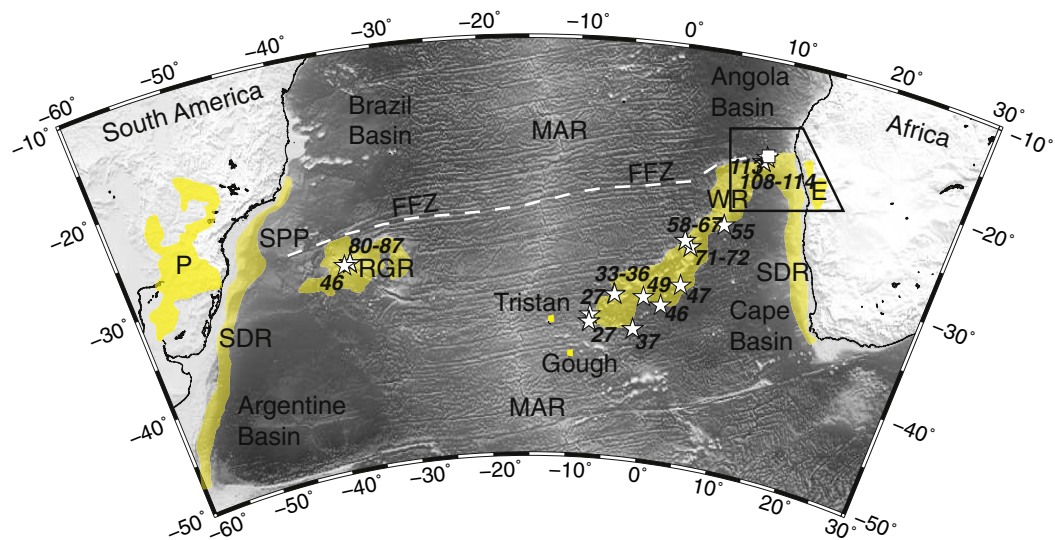 −60° −50° −40° −30° −20° −10° 0° 10° 20° 30°
−10° −10°
South America
Brazil
Basin
MAR
Angola
Basin
Africa
FFZ
FFZ
113
108-114
E
WR
−20° −20°
P
SPP
80-87
RGR
46
58-67
55
71-72
SDR
33-36
49
47
46
27
27
37
Tristan
Gough
Cape
Basin
−30° −30°
SDR
Argentine
Basin
MAR
−40° −40°
−50° −50°
−60° −50° −40° −30° −20° −10° 0° 10° 20° 30°